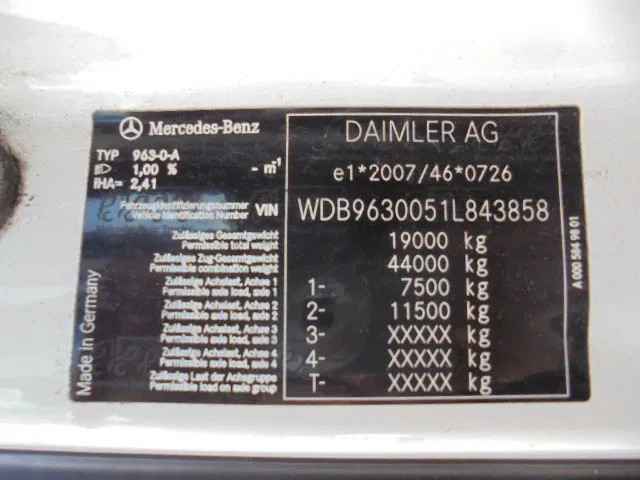 Mercedes-Benz
DAIMLER AG
TYP 963-0-A
1,00 % - m⁻¹
IHA= 2,41
e1*2007/46*0726
Fahrzeugidentifizierungsnummer
Vehicle Identification Number VIN WDB9630051L843858
Zulässiges Gesamtgewicht
Permissible total weight 19000 kg
Zulässiges Zug-Gesamtgewicht
Permissible combination weight 44000 kg
Zulässige Achslast, Achse 1
Permissible axle load, axle 1 1- 7500 kg
Zulässige Achslast, Achse 2
Permissible axle load, axle 2 2- 11500 kg
Zulässige Achslast, Achse 3
Permissible axle load, axle 3 3- XXXXX kg
Zulässige Achslast, Achse 4
Permissible axle load, axle 4 4- XXXXX kg
Zulässige Last der Achsgruppe
Permissible load on axle group T- XXXXX kg
Made in Germany
A 000 584 98 01